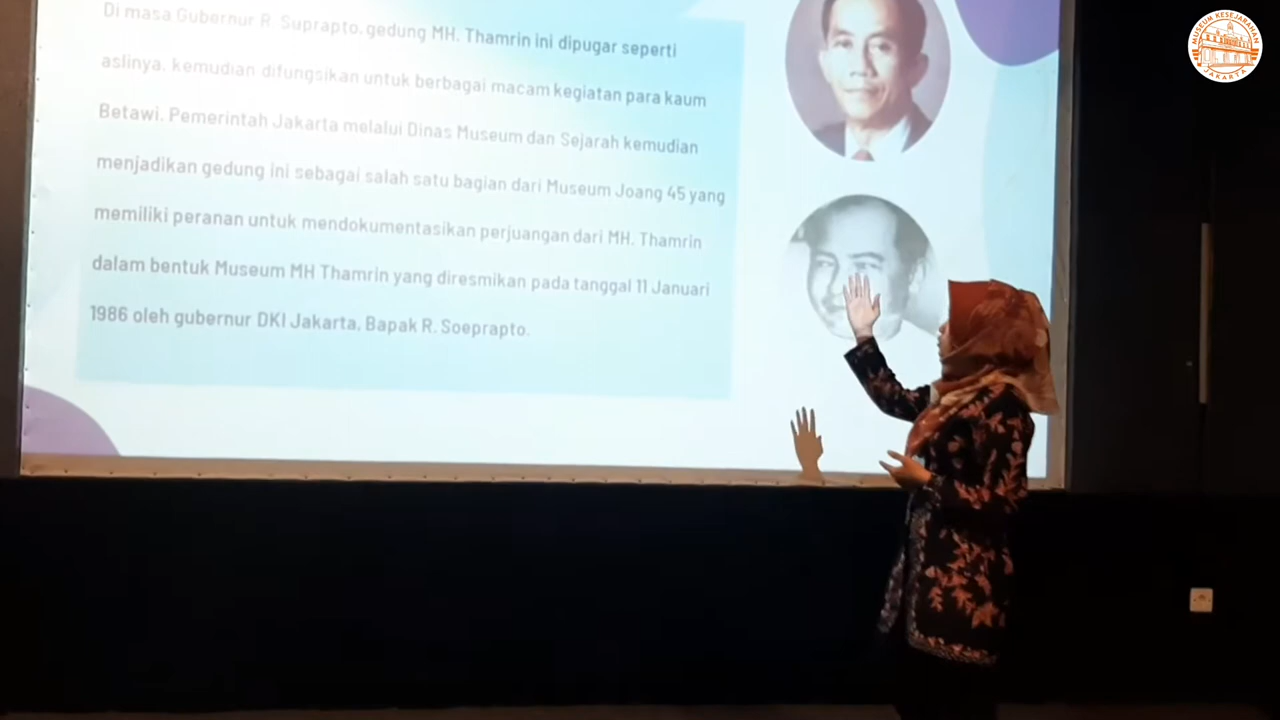 Di masa Gubernur R. Suprapto, gedung MH. Thamrin ini dipugar seperti
aslinya, kemudian difungsikan untuk berbagai macam kegiatan para kaum
Betawi. Pemerintah Jakarta melalui Dinas Museum dan Sejarah kemudian
menjadikan gedung ini sebagai salah satu bagian dari Museum Joang 45 yang
memiliki peranan untuk mendokumentasikan perjuangan dari MH. Thamrin
dalam bentuk Museum MH Thamrin yang diresmikan pada tanggal 11 Januari
1986 oleh gubernur DKI Jakarta, Bapak R. Soeprapto.
MUSEUM KESEJARAHAN
JAKARTA